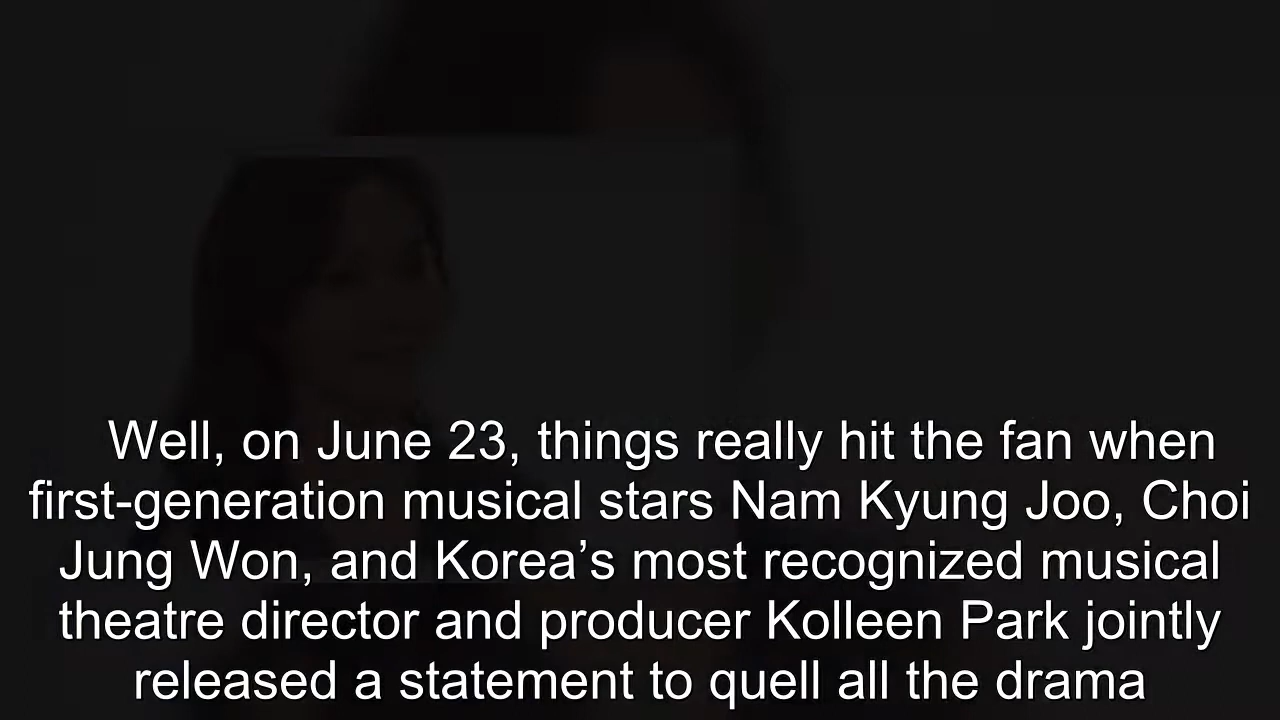 Well, on June 23, things really hit the fan when
first-generation musical stars Nam Kyung Joo, Choi
Jung Won, and Korea’s most recognized musical
theatre director and producer Kolleen Park jointly
released a statement to quell all the drama